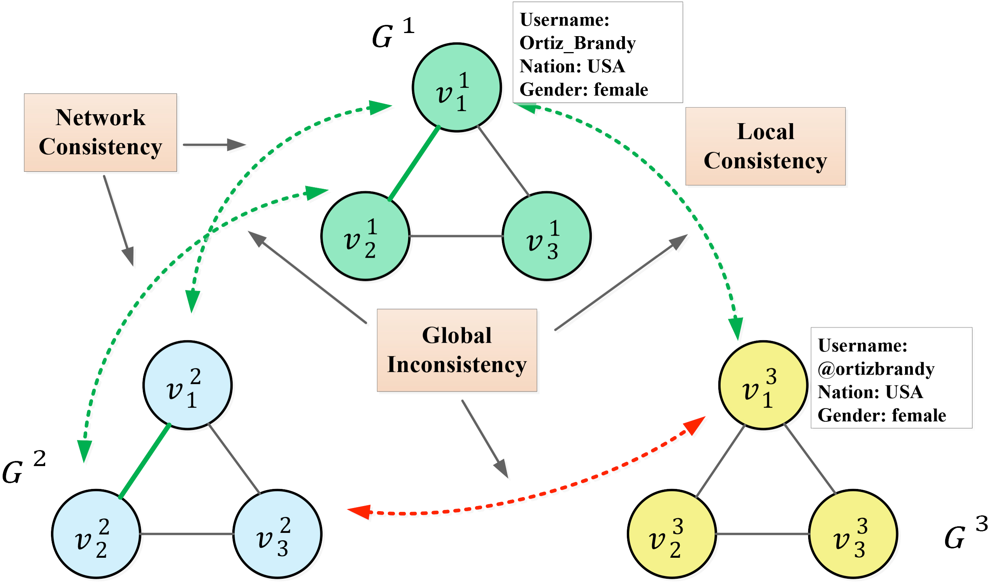 G 1
Username:
Ortiz_Brandy
Nation: USA
Gender: female
v 1 1
Network
Consistency
Local
Consistency
v 1 2
v 1 3
Global
Inconsistency
Username:
@ortizbrandy
Nation: USA
Gender: female
v 2 1
v 3 1
G 2
v 2 2
v 2 3
v 3 2
v 3 3
G 3